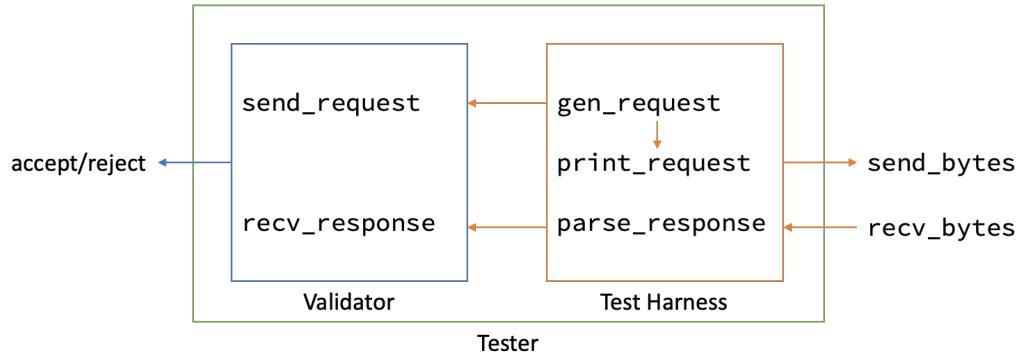 send_request
gen_request
accept/reject
print_request
send_bytes
recv_response
parse_response
recv_bytes
Validator
Test Harness
Tester